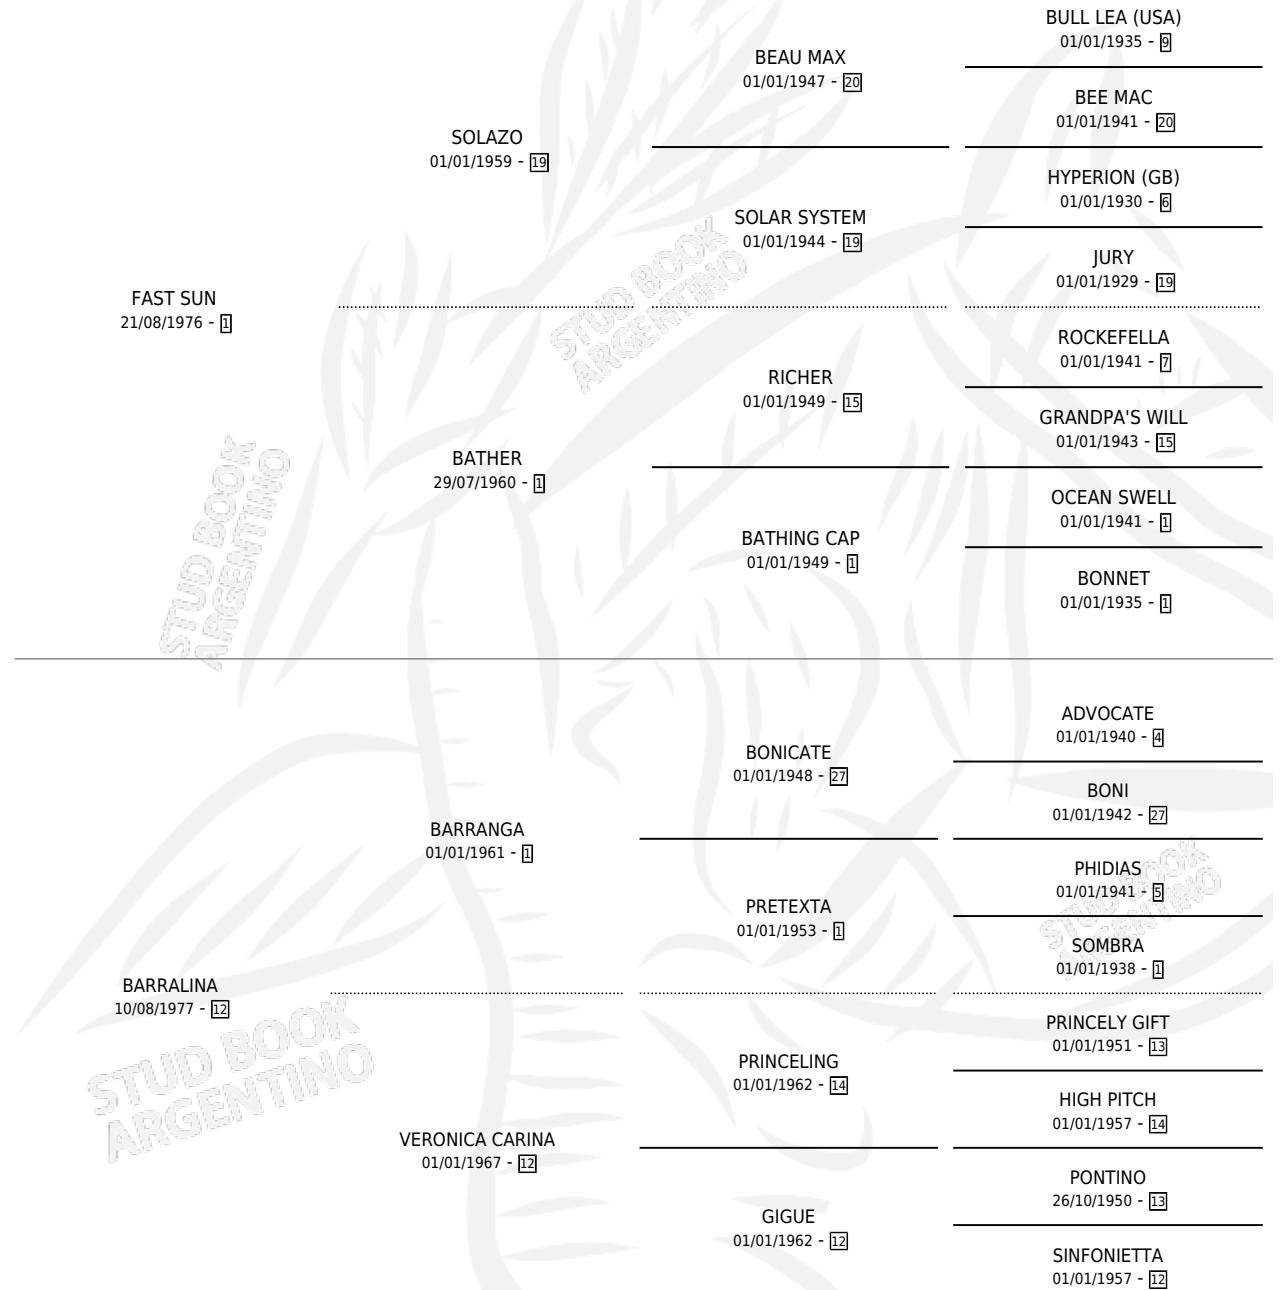 BULL LEA (USA)
01/01/1935 - 9
BEAU MAX
01/01/1947 - 20
BEE MAC
01/01/1941 - 20
SOLAZO
01/01/1959 - 19
HYPERION (GB)
01/01/1930 - 6
SOLAR SYSTEM
01/01/1944 - 19
JURY
01/01/1929 - 19
FAST SUN
21/08/1976 - 1
ROCKEFELLA
01/01/1941 - 7
RICHER
01/01/1949 - 15
GRANDPA'S WILL
01/01/1943 - 15
BATHER
29/07/1960 - 1
OCEAN SWELL
01/01/1941 - 1
BATHING CAP
01/01/1949 - 1
BONNET
01/01/1935 - 1
STUD BOOK
ARGENTINO
STUD BOOK
ARGENTINO
ADVOCATE
01/01/1940 - 4
BONICATE
01/01/1948 - 27
BONI
01/01/1942 - 27
BARRANGA
01/01/1961 - 1
PHIDIAS
01/01/1941 - 5
PRETEXTA
01/01/1953 - 1
SOMBRA
01/01/1938 - 1
BARRALINA
10/08/1977 - 12
PRINCELY GIFT
01/01/1951 - 13
PRINCELING
01/01/1962 - 14
HIGH PITCH
01/01/1957 - 14
VERONICA CARINA
01/01/1967 - 12
PONTINO
26/10/1950 - 13
GIGUE
01/01/1962 - 12
SINFONIETTA
01/01/1957 - 12
STUD BOOK
ARGENTINO
STUD BOOK
ARGENTINO